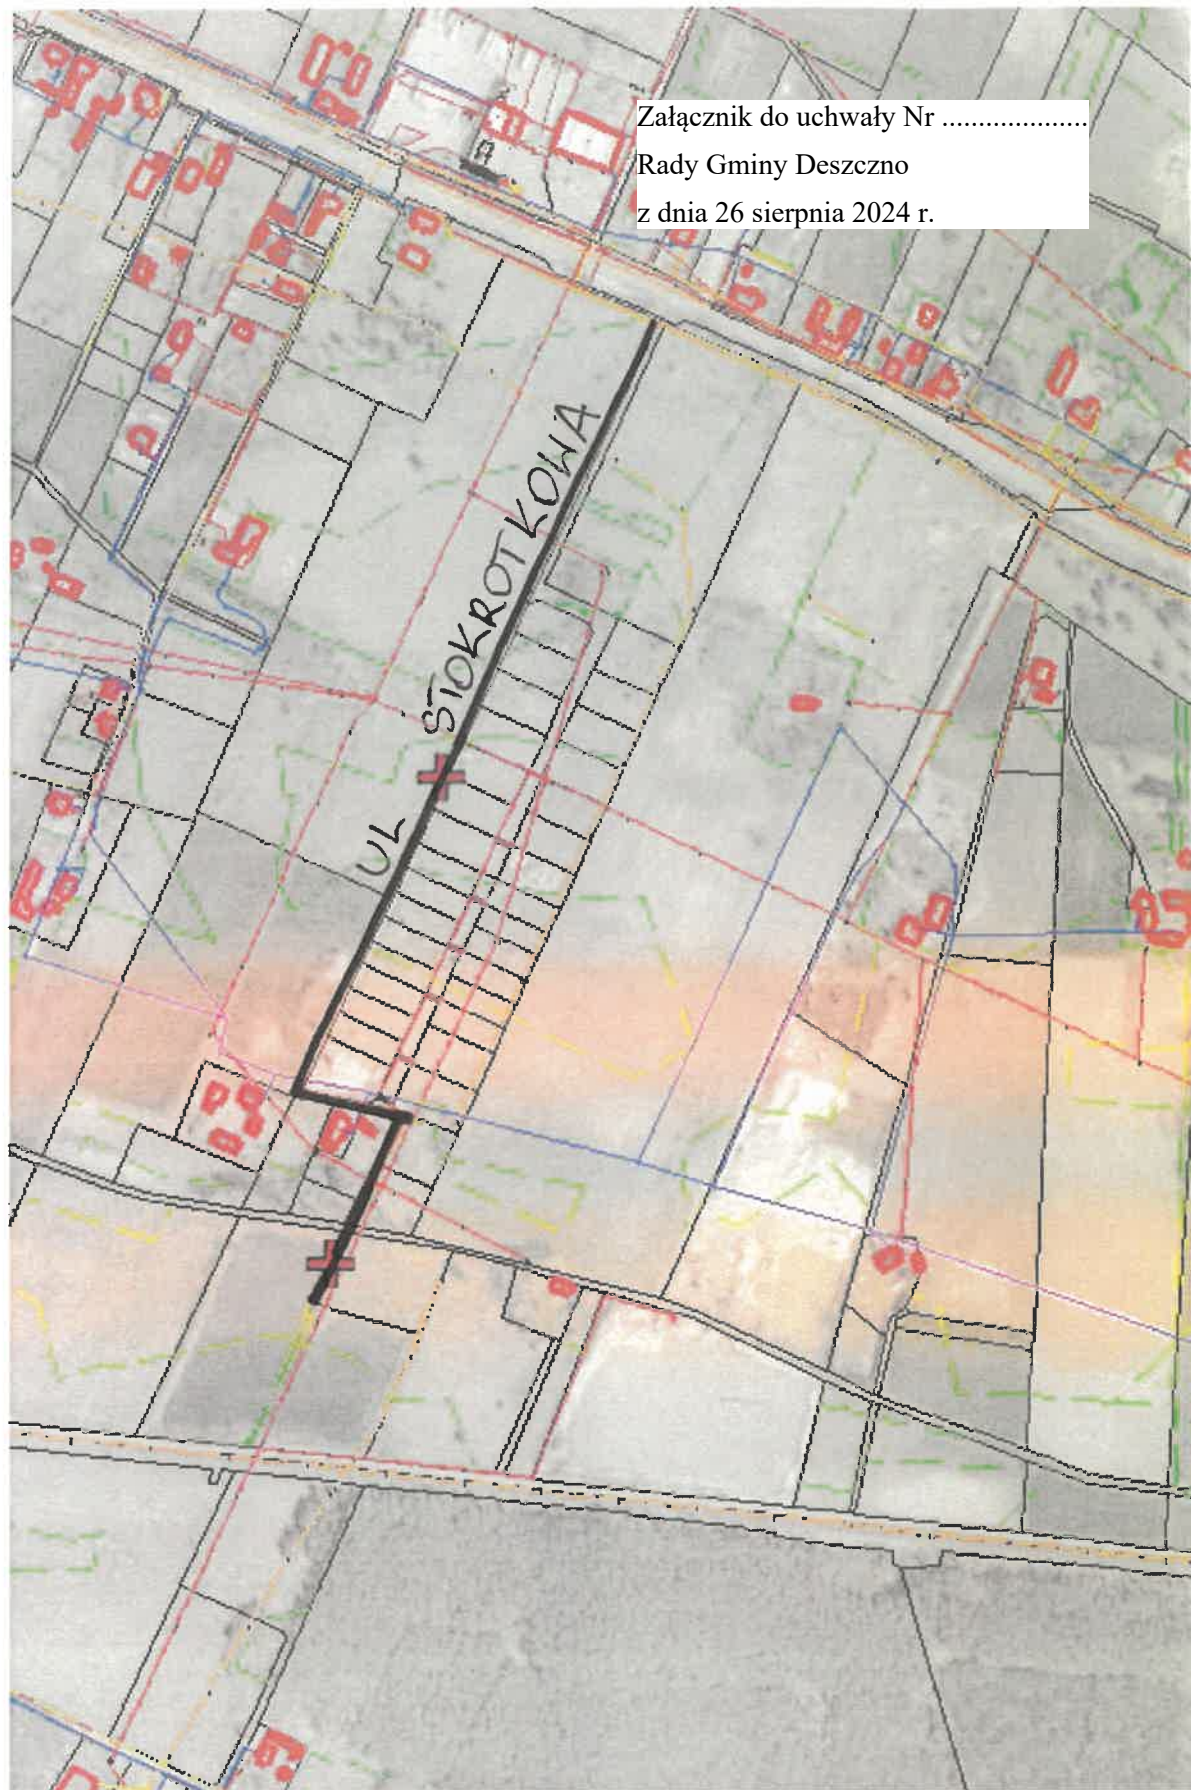 Załącznik do uchwały Nr ....................
Rady Gminy Deszczno
z dnia 26 sierpnia 2024 r.
UL STOKROTKOWA